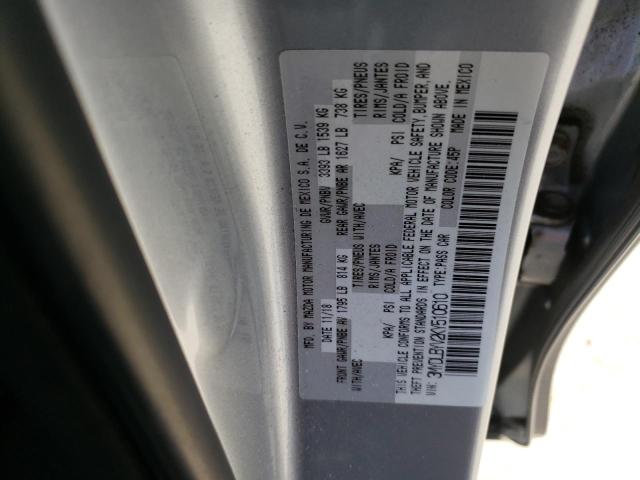 MFD. BY MAZDA MOTOR MANUFACTURING DE MEXICO S.A. DE C.V.
DATE 11/18 GVWR/PNBV 3393 LB 1539 KG
FRONT GAWR/PNBE AV 1795 LB 814 KG REAR GAWR/PNBE AR 1627 LB 738 KG
WITH/AVEC TIRES/PNEUS WITH/AVEC TIRES/PNEUS
RIMS/JANTES RIMS/JANTES
KPA/ PSI COLD/A FROID KPA/ PSI COLD/A FROID
THIS VEHICLE CONFORMS TO ALL APPLICABLE FEDERAL MOTOR VEHICLE SAFETY, BUMPER, AND
THEFT PREVENTION STANDARDS IN EFFECT ON THE DATE OF MANUFACTURE SHOWN ABOVE.
VIN: TYPE:PASS CAR COLOR CODE:45P MADE IN MEXICO